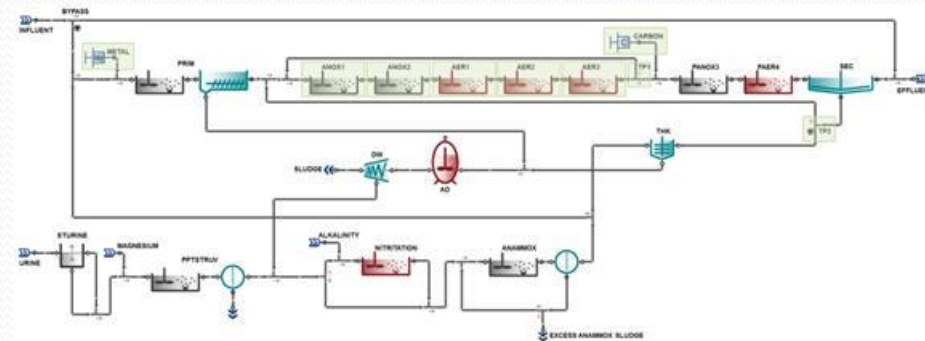 BYPASS
INFLUENT
METAL
PRIM
ANOX1
ANOX2
AER1
AER2
AER3
CARBON
TP1
PANOX3
PAER4
SEC
EFFLUEN
TP2
THK
SLUDGE
DW
AD
STURINE
URINE
MAGNESIUM
PPTSTRUV
ALKALINITY
NITRITATION
ANAMMOX
EXCESS ANAMMOX SLUDGE